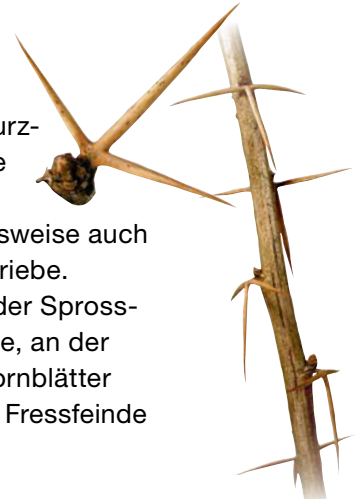 urz-
e
sweise auch
riebe.
der Spross-
e, an der
ornblätter
Fressfeinde